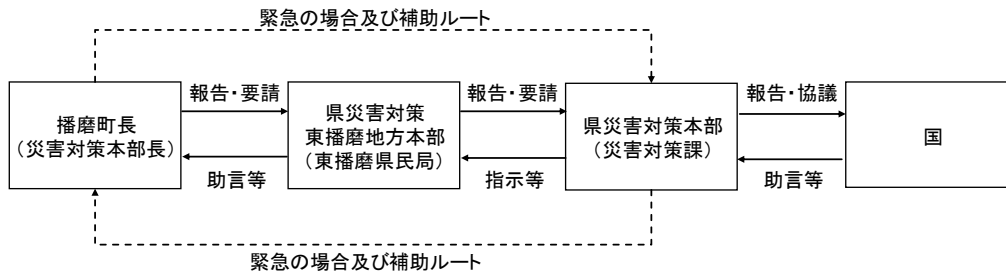 緊急の場合及び補助ルート
播磨町長
（災害対策本部長）
報告・要請
助言等
県災害対策
東播磨地方本部
（東播磨県民局）
報告・要請
指示等
県災害対策本部
（災害対策課）
報告・協議
助言等
国
緊急の場合及び補助ルート